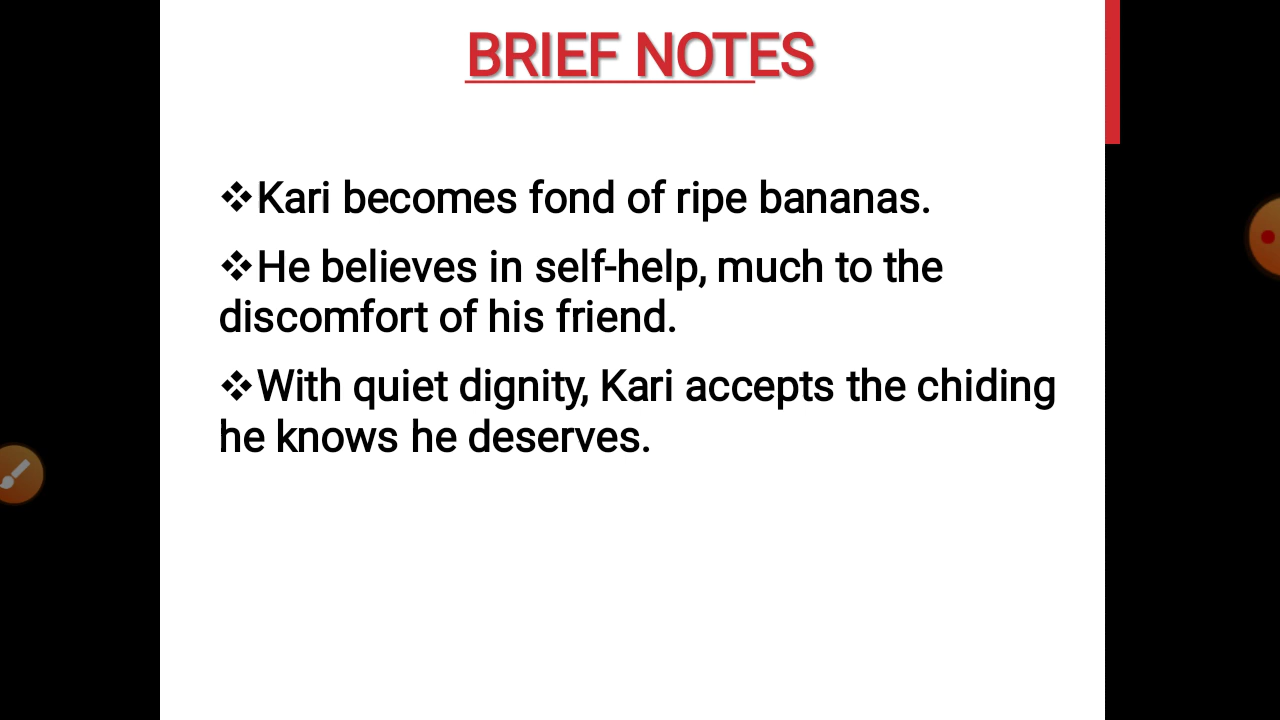 BRIEF NOTES
❖Kari becomes fond of ripe bananas.
❖He believes in self-help, much to the
discomfort of his friend.
❖With quiet dignity, Kari accepts the chiding
he knows he deserves.